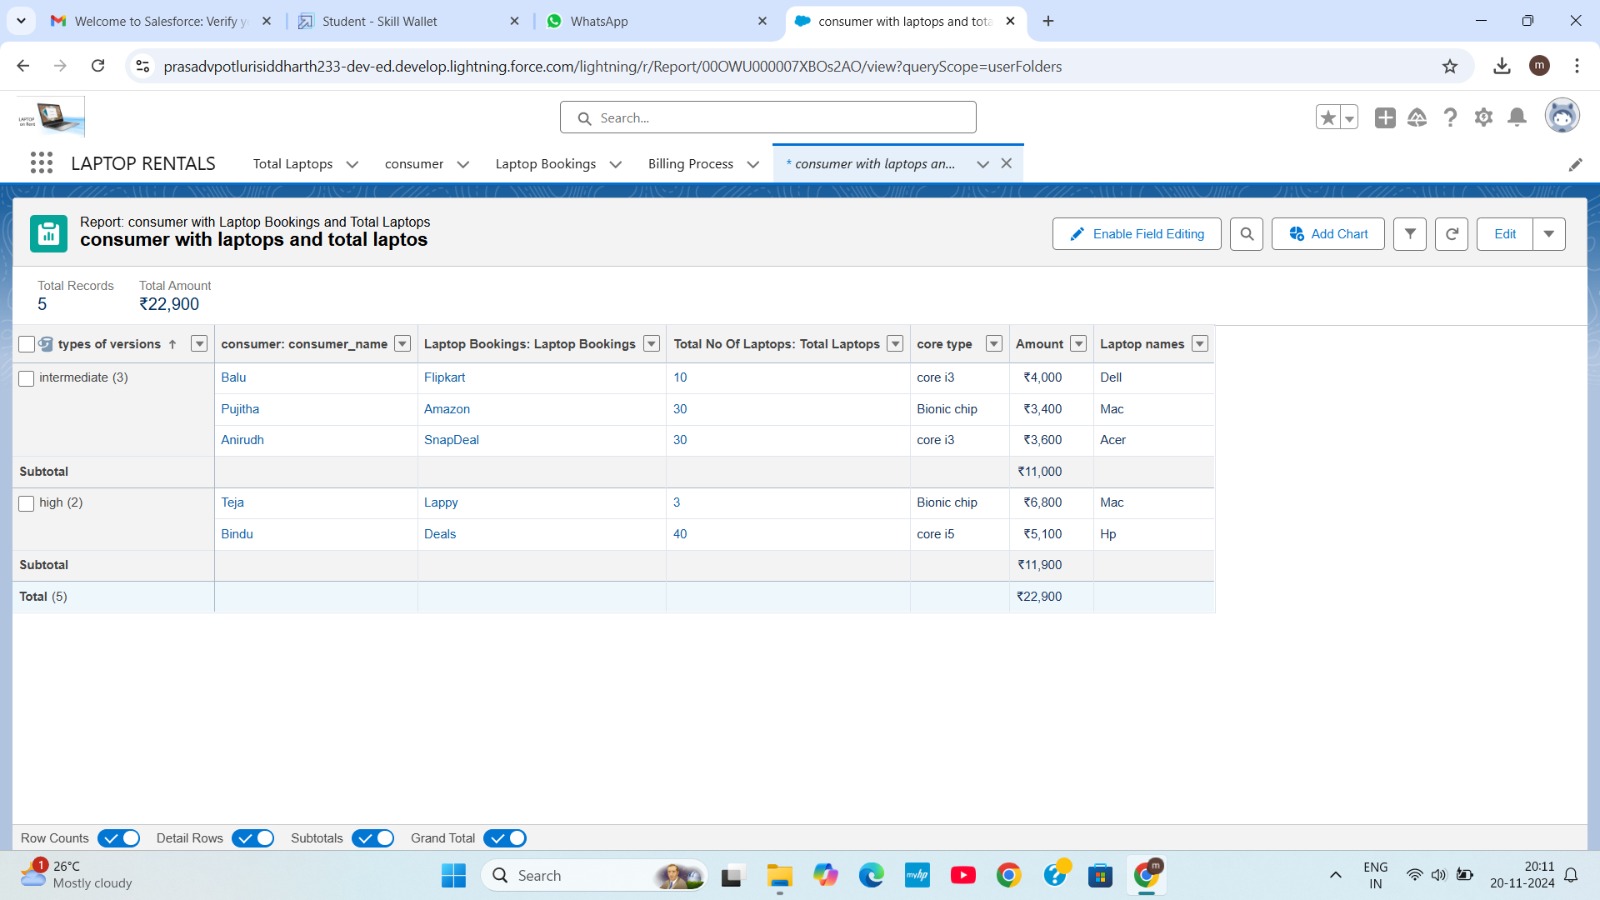 Welcome to Salesforce: Verify y
Student - Skill Wallet
WhatsApp
consumer with laptops and tota
prasadvpotlurisiddharth233-dev-ed.develop.lightning.force.com/lightning/r/Report/00OWU000007XBOs2AO/view?queryScope=userFolders
m
Search...
LAPTOP RENTALS
Total Laptops
consumer
Laptop Bookings
Billing Process
* consumer with laptops an...
Report: consumer with Laptop Bookings and Total Laptops
consumer with laptops and total laptos
Enable Field Editing
Add Chart
Edit
Total Records
5
Total Amount
₹22,900
types of versions ↑ consumer: consumer_name Laptop Bookings: Laptop Bookings Total No Of Laptops: Total Laptops core type Amount Laptop names
intermediate (3) Balu Flipkart 10 core i3 ₹4,000 Dell
Pujitha Amazon 30 Bionic chip ₹3,400 Mac
Anirudh SnapDeal 30 core i3 ₹3,600 Acer
Subtotal ₹11,000
high (2) Teja Lappy 3 Bionic chip ₹6,800 Mac
Bindu Deals 40 core i5 ₹5,100 Hp
Subtotal ₹11,900
Total (5) ₹22,900
Row Counts Detail Rows Subtotals Grand Total
1
26°C
Mostly cloudy
Search
myhp
m
ENG
IN
20:11
20-11-2024